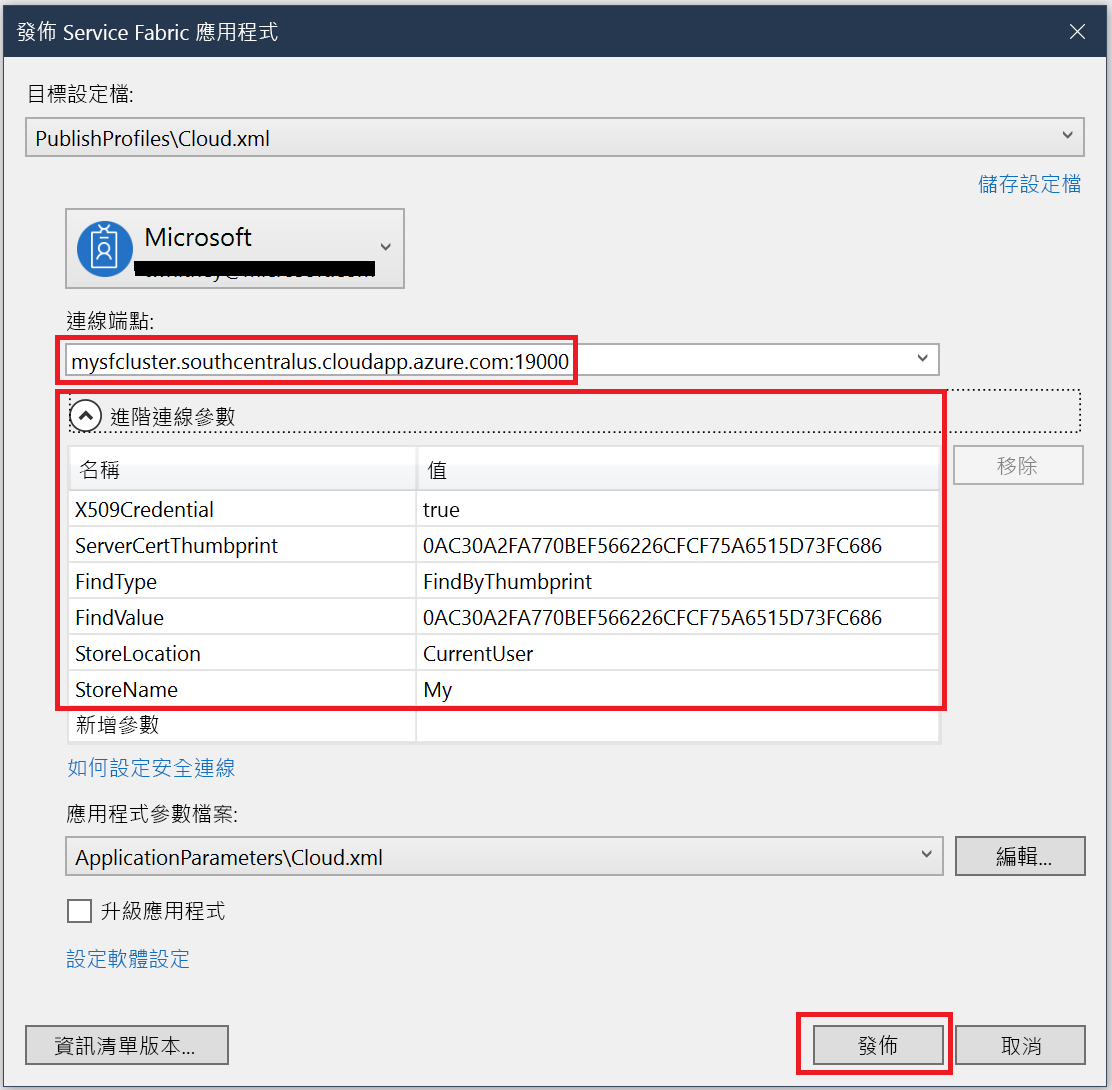 發佈 Service Fabric 應用程式
目標設定檔:
PublishProfiles\Cloud.xml
儲存設定檔
Microsoft
連線端點:
mysfcluster.southcentralus.cloudapp.azure.com:19000
進階連線參數
名稱 值
移除
X509Credential true
ServerCertThumbprint 0AC30A2FA770BEF566226CFCF75A6515D73FC686
FindType FindByThumbprint
FindValue 0AC30A2FA770BEF566226CFCF75A6515D73FC686
StoreLocation CurrentUser
StoreName My
新增參數
如何設定安全連線
應用程式參數檔案:
ApplicationParameters\Cloud.xml
編輯...
升級應用程式
設定軟體設定
資訊清單版本... 發佈 取消